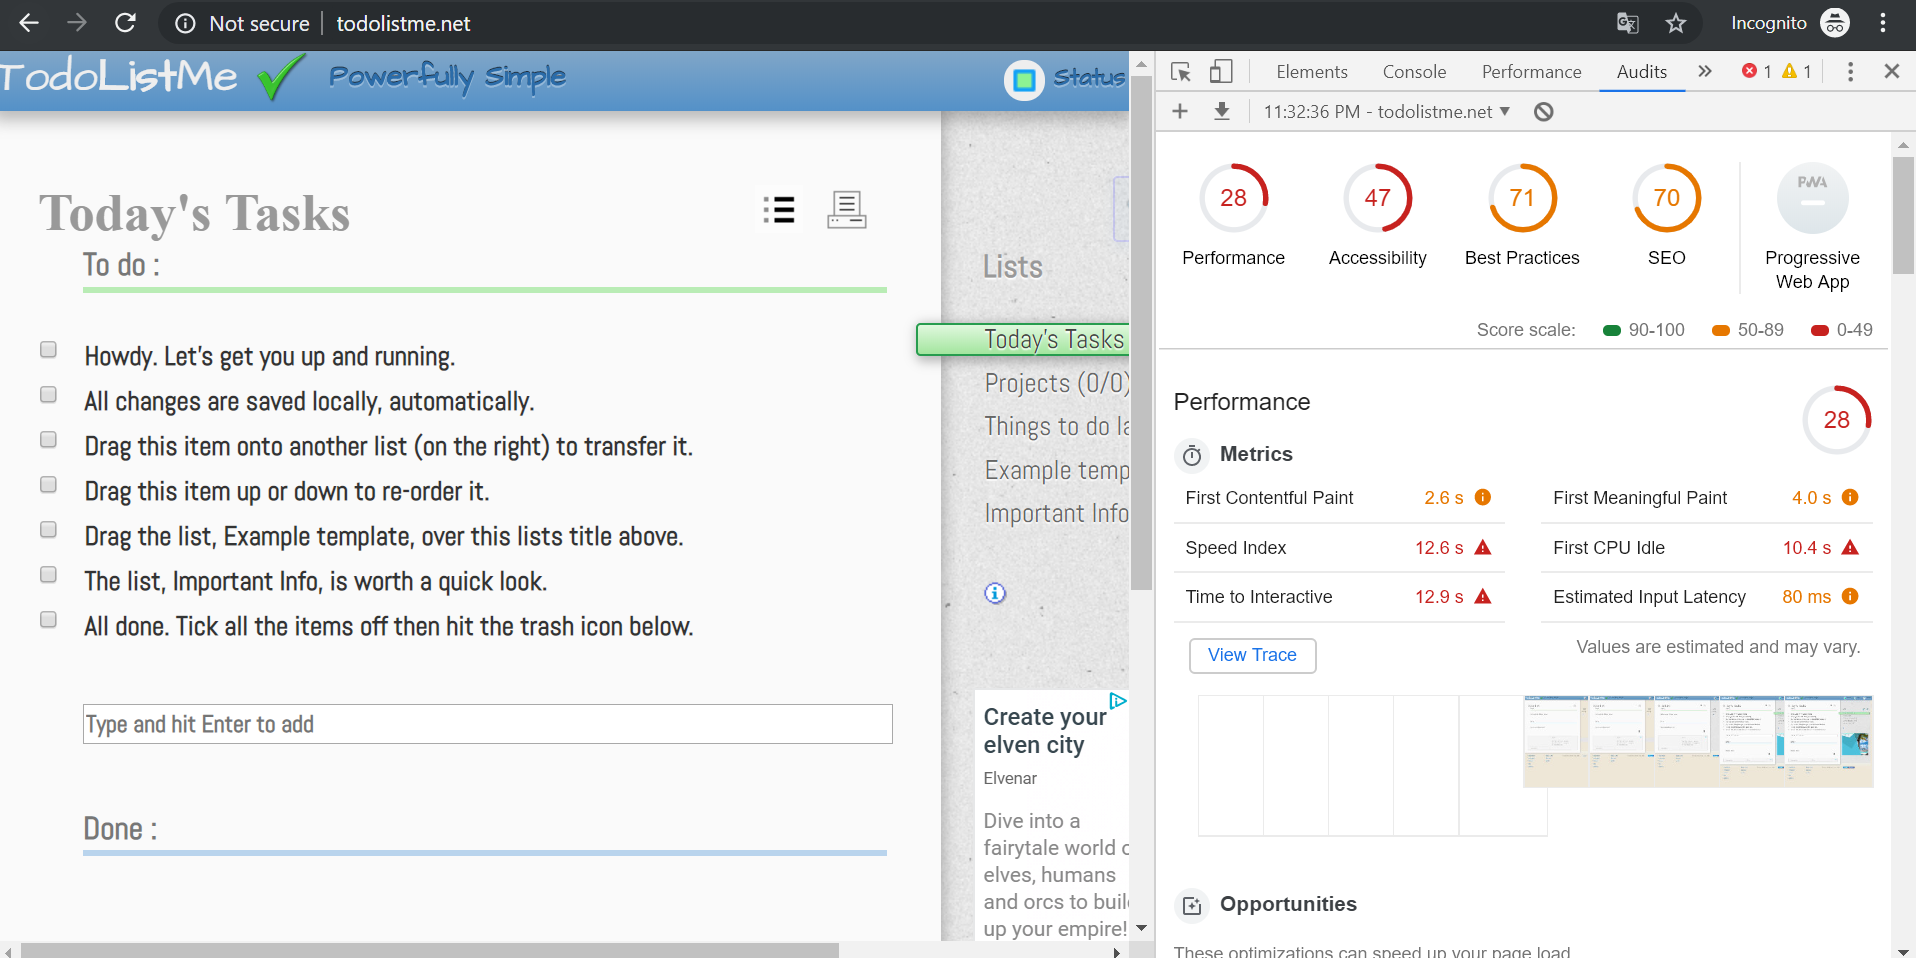 Not secure
todolistme.net
Incognito
TodoListMe
Powerfully Simple
Status
Today's Tasks
To do :
Howdy. Let's get you up and running.
All changes are saved locally, automatically.
Drag this item onto another list (on the right) to transfer it.
Drag this item up or down to re-order it.
Drag the list, Example template, over this lists title above.
The list, Important Info, is worth a quick look.
All done. Tick all the items off then hit the trash icon below.
Type and hit Enter to add
Done :
Lists
Today's Tasks
Projects (0/0)
Things to do la
Example temp
Important Info
Create your
elven city
Elvenar
Dive into a
fairytale world o
elves, humans
and orcs to buil
up your empire!
Elements
Console
Performance
Audits
1
1
11:32:36 PM - todolistme.net
28
Performance
47
Accessibility
71
Best Practices
70
SEO
PWA
Progressive
Web App
Score scale:
90-100
50-89
0-49
Performance
28
Metrics
First Contentful Paint 2.6 s
First Meaningful Paint 4.0 s
Speed Index 12.6 s
First CPU Idle 10.4 s
Time to Interactive 12.9 s
Estimated Input Latency 80 ms
View Trace
Values are estimated and may vary.
Opportunities
These optimizations can speed up your page load.